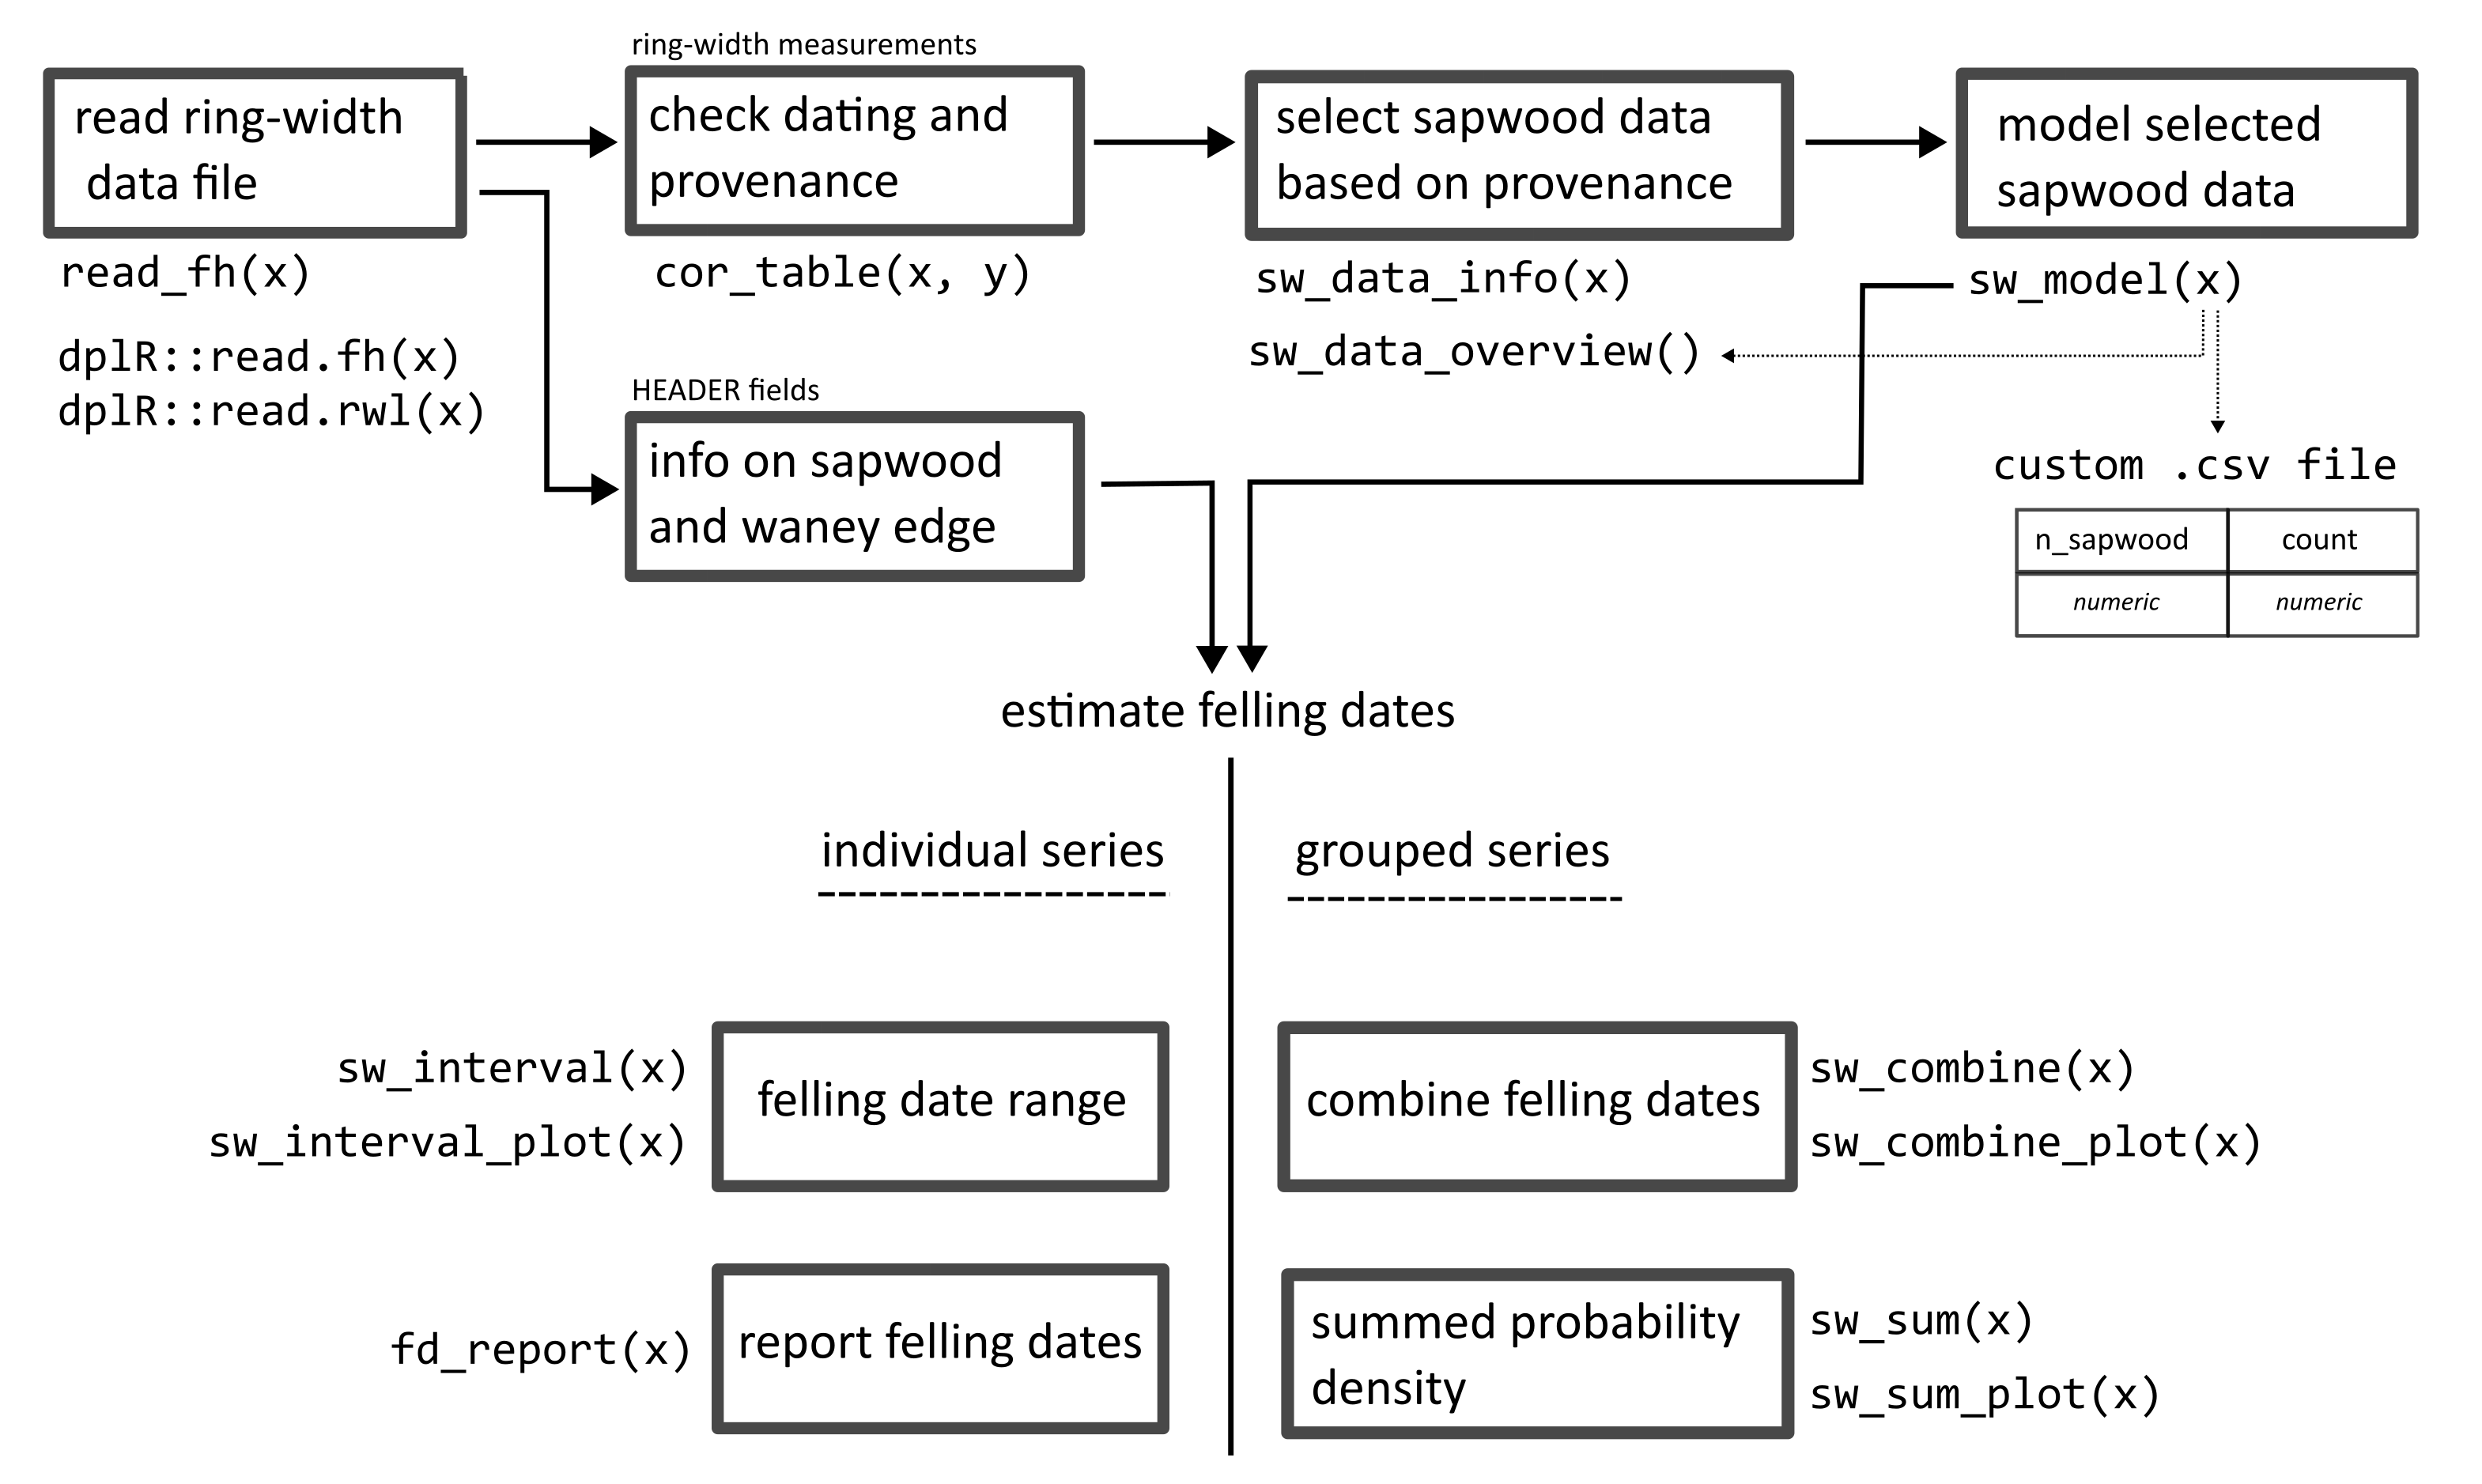 ring-width measurements
read ring-width
data file
check dating and
provenance
select sapwood data
based on provenance
model selected
sapwood data
read_fh(x)
dplR::read.fh(x)
dplR::read.rwl(x)
cor_table(x, y)
sw_data_info(x)
sw_data_overview()
sw_model(x)
HEADER fields
info on sapwood
and waney edge
custom .csv file
n_sapwood count
numeric numeric
estimate felling dates
individual series
grouped series
sw_interval(x)
sw_interval_plot(x)
felling date range
combine felling dates
sw_combine(x)
sw_combine_plot(x)
fd_report(x)
report felling dates
summed probability
density
sw_sum(x)
sw_sum_plot(x)